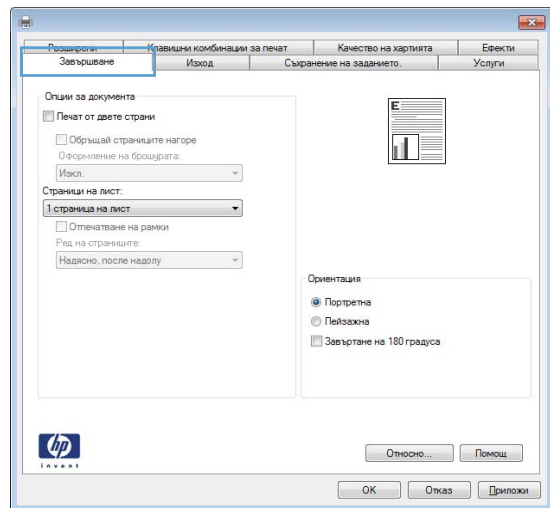 Разширени
Клавишни комбинации за печат
Качество на хартията
Ефекти
Завършване
Изход
Съхранение на заданието.
Услуги
Опции за документа
Печат от двете страни
Обръщай страниците нагоре
Оформление на брошурата:
Изкл.
Страници на лист:
1 страница на лист
Отпечатване на рамки
Ред на страниците:
Надясно, после надолу
E
Ориентация
Портретна
Пейзажна
Завъртане на 180 градуса
hp
invent
Относно...
Помощ
OK
Отказ
Приложи